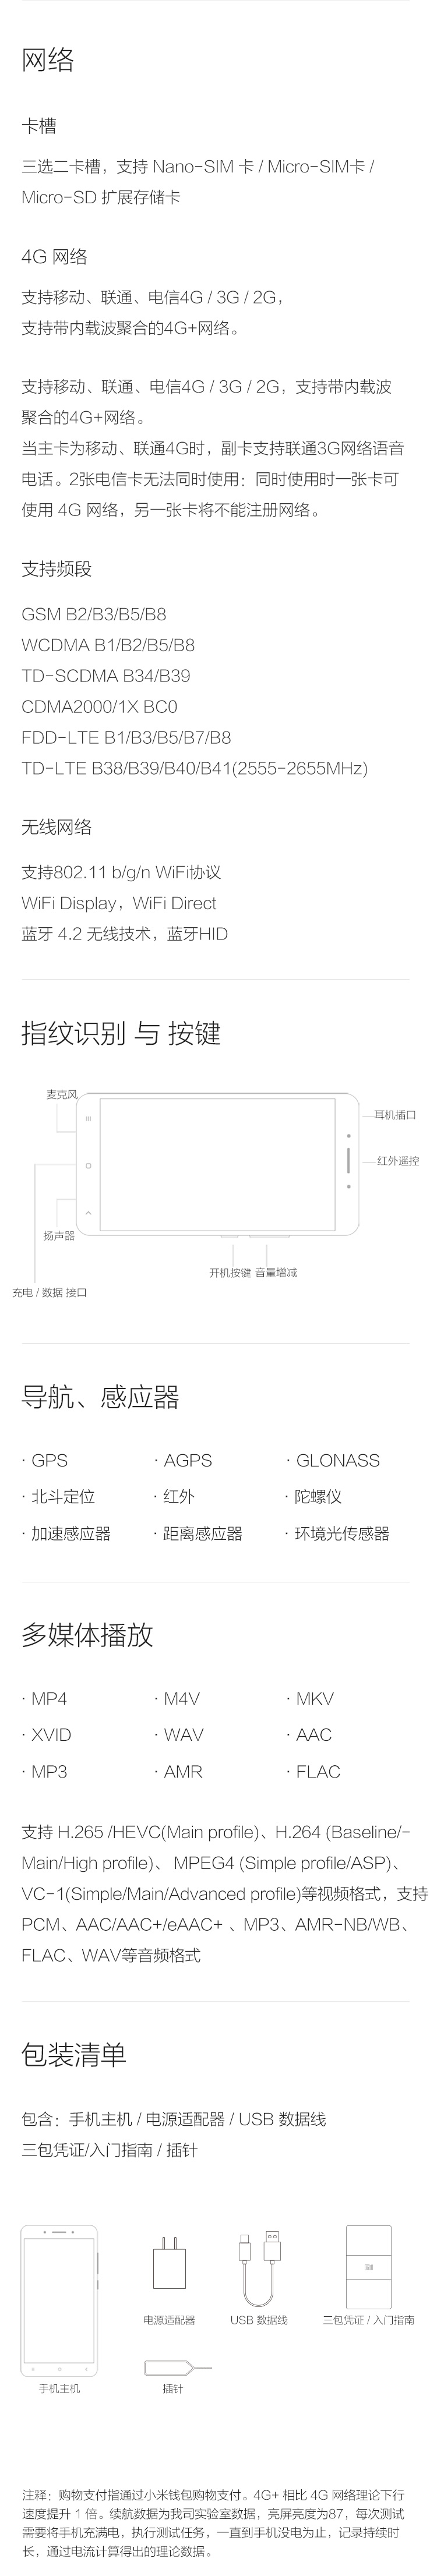 网络
卡槽
三选二卡槽，支持 Nano-SIM 卡 / Micro-SIM卡 /
Micro-SD 扩展存储卡
4G 网络
支持移动、联通、电信4G / 3G / 2G，
支持带内载波聚合的4G+网络。
支持移动、联通、电信4G / 3G / 2G，支持带内载波
聚合的4G+网络。
当主卡为移动、联通4G时，副卡支持联通3G网络语音
电话。2张电信卡无法同时使用：同时使用时一张卡可
使用 4G 网络，另一张卡将不能注册网络。
支持频段
GSM B2/B3/B5/B8
WCDMA B1/B2/B5/B8
TD-SCDMA B34/B39
CDMA2000/1X BC0
FDD-LTE B1/B3/B5/B7/B8
TD-LTE B38/B39/B40/B41(2555-2655MHz)
无线网络
支持802.11 b/g/n WiFi协议
WiFi Display，WiFi Direct
蓝牙 4.2 无线技术，蓝牙HID
指纹识别 与 按键
麦克风
耳机插口
红外遥控
扬声器
开机按键 音量增减
充电 / 数据 接口
导航、感应器
· GPS · AGPS · GLONASS
· 北斗定位 · 红外 · 陀螺仪
· 加速感应器 · 距离感应器 · 环境光传感器
多媒体播放
· MP4 · M4V · MKV
· XVID · WAV · AAC
· MP3 · AMR · FLAC
支持 H.265 /HEVC(Main profile)、H.264 (Baseline/-
Main/High profile)、 MPEG4 (Simple profile/ASP)、
VC-1(Simple/Main/Advanced profile)等视频格式，支持
PCM、AAC/AAC+/eAAC+ 、MP3、AMR-NB/WB、
FLAC、WAV等音频格式
包装清单
包含：手机主机 / 电源适配器 / USB 数据线
三包凭证/入门指南 / 插针
电源适配器 USB 数据线 三包凭证 / 入门指南
手机主机 插针
注释：购物支付指通过小米钱包购物支付。4G+ 相比 4G 网络理论下行
速度提升 1 倍。续航数据为我司实验室数据，亮屏亮度为87，每次测试
需要将手机充满电，执行测试任务，一直到手机没电为止，记录持续时
长，通过电流计算得出的理论数据。